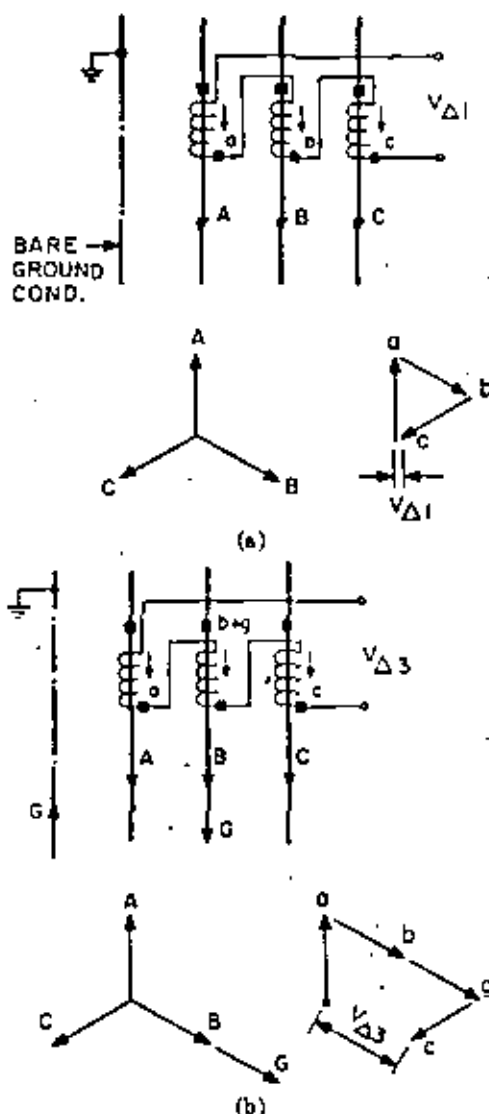 V△1
a b c
A B C
BARE
GROUND
COND.
A
C B
a
b
c
V△1
(a)
b+g
V△3
a c
A B C
G
G
A
C
B
G
a
b
g
c
V△3
(b)